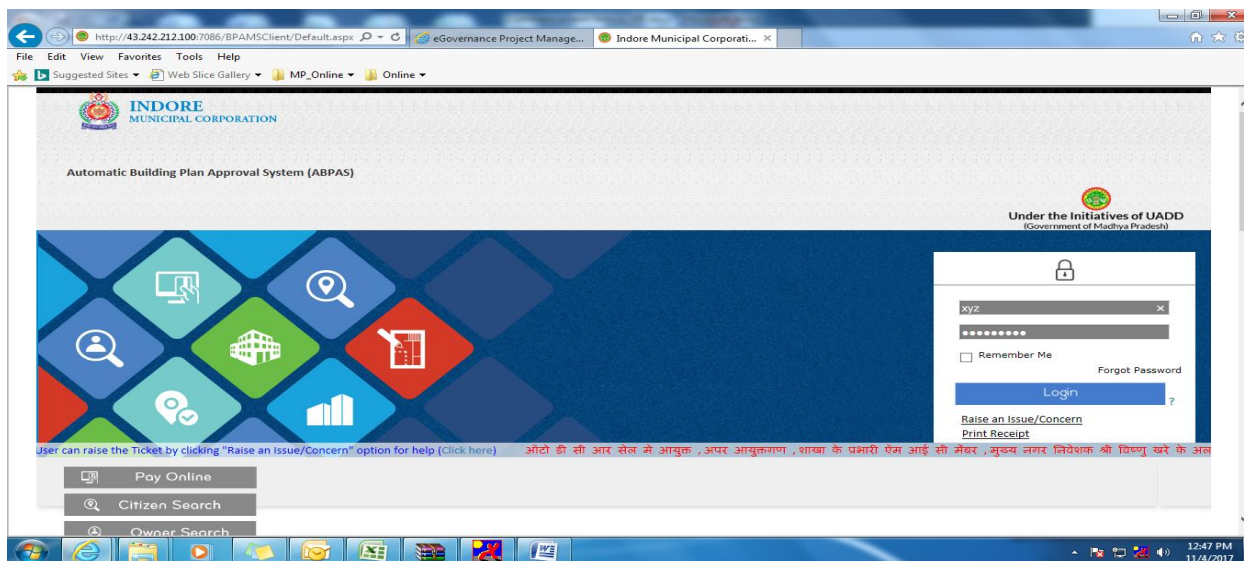 http://43.242.212.100:7086/BPAMSClient/Default.aspx
eGovernance Project Manage...
Indore Municipal Corporati...
File Edit View Favorites Tools Help
Suggested Sites Web Slice Gallery MP_Online Online
INDORE
MUNICIPAL CORPORATION
Automatic Building Plan Approval System (ABPAS)
Under the Initiatives of UADD
(Government of Madhya Pradesh)
xyz
Remember Me
Forgot Password
Login
?
Raise an Issue/Concern
Print Receipt
User can raise the Ticket by clicking "Raise an Issue/Concern" option for help (Click here) ऑटो डी सी आर सेल मे आयुक्त ,अपर आयुक्तगण ,शाखा के प्रभारी ऍम आई सी मेंबर ,मुख्य नगर निवेशक श्री विष्णु खरे के अल
Pay Online
Citizen Search
Owner Search
12:47 PM
11/4/2017